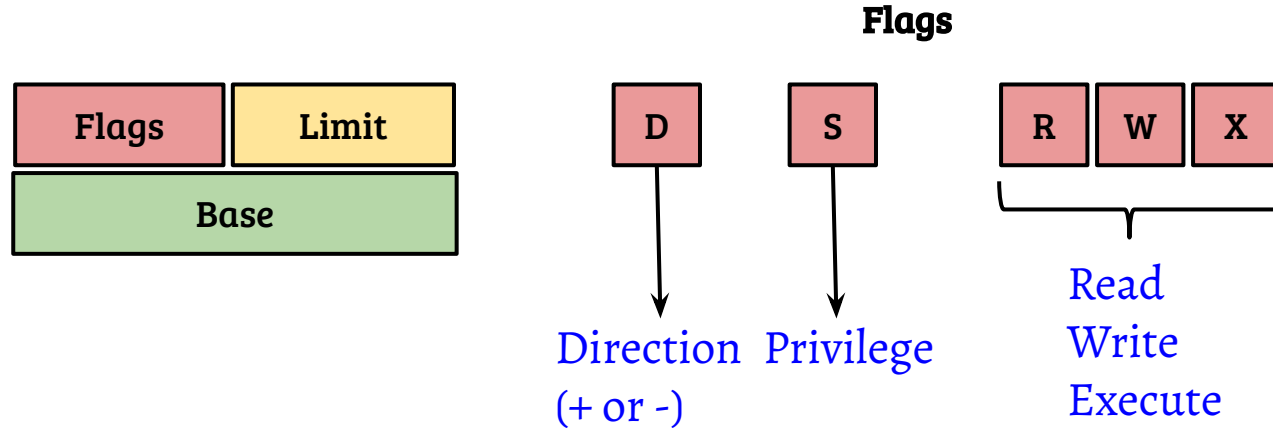 Flags
Flags Limit
Base
D S R W X
Direction
(+ or -)
Privilege
Read
Write
Execute